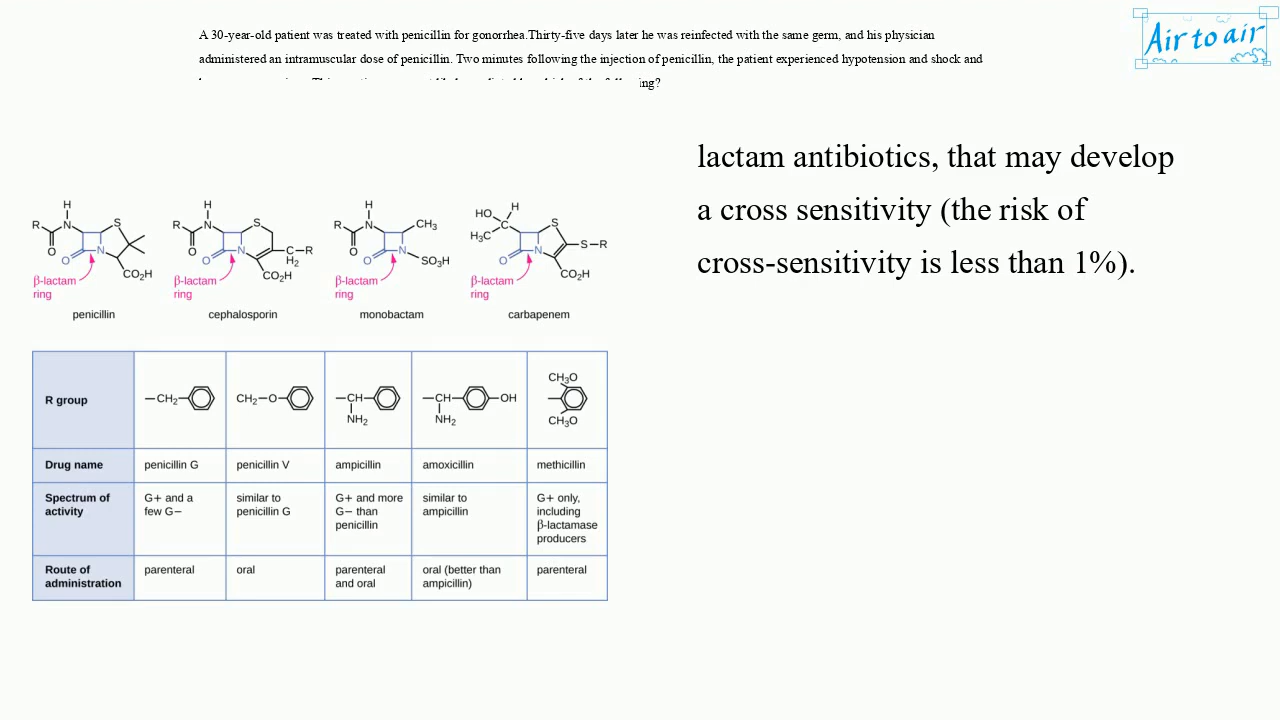 A 30-year-old patient was treated with penicillin for gonorrhea.Thirty-five days later he was reinfected with the same germ, and his physician
administered an intramuscular dose of penicillin. Two minutes following the injection of penicillin, the patient experienced hypotension and shock and
ing?
Air to air
lactam antibiotics, that may develop
a cross sensitivity (the risk of
cross-sensitivity is less than 1%).
H
R
N
S
O
O
N
CO₂H
β-lactam
ring
penicillin
H
R
N
S
O
O
N
C—R
H₂
CO₂H
β-lactam
ring
cephalosporin
H
R
N
CH₃
O
O
N
SO₃H
β-lactam
ring
monobactam
HO
H
C
H₃C
S
O
N
S—R
CO₂H
β-lactam
ring
carbapenem
R group
—CH₂—
CH₂—O—
—CH—
NH₂
—CH— —OH
NH₂
CH₃O
CH₃O
Drug name
penicillin G
penicillin V
ampicillin
amoxicillin
methicillin
Spectrum of
activity
G+ and a
few G−
similar to
penicillin G
G+ and more
G− than
penicillin
similar to
ampicillin
G+ only,
including
β-lactamase
producers
Route of
administration
parenteral
oral
parenteral
and oral
oral (better than
ampicillin)
parenteral